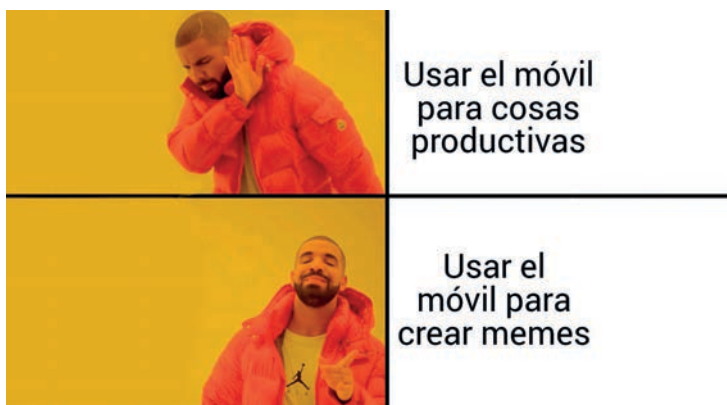 Usar el móvil
para cosas
productivas
Usar el
móvil para
crear memes